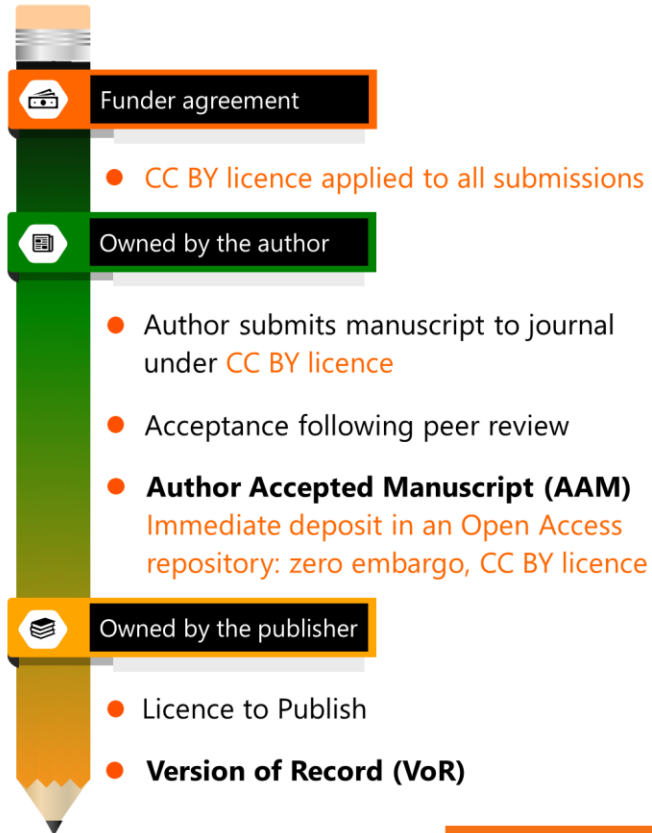 Funder agreement
CC BY licence applied to all submissions
Owned by the author
Author submits manuscript to journal
under CC BY licence
Acceptance following peer review
Author Accepted Manuscript (AAM)
Immediate deposit in an Open Access
repository: zero embargo, CC BY licence
Owned by the publisher
Licence to Publish
Version of Record (VoR)